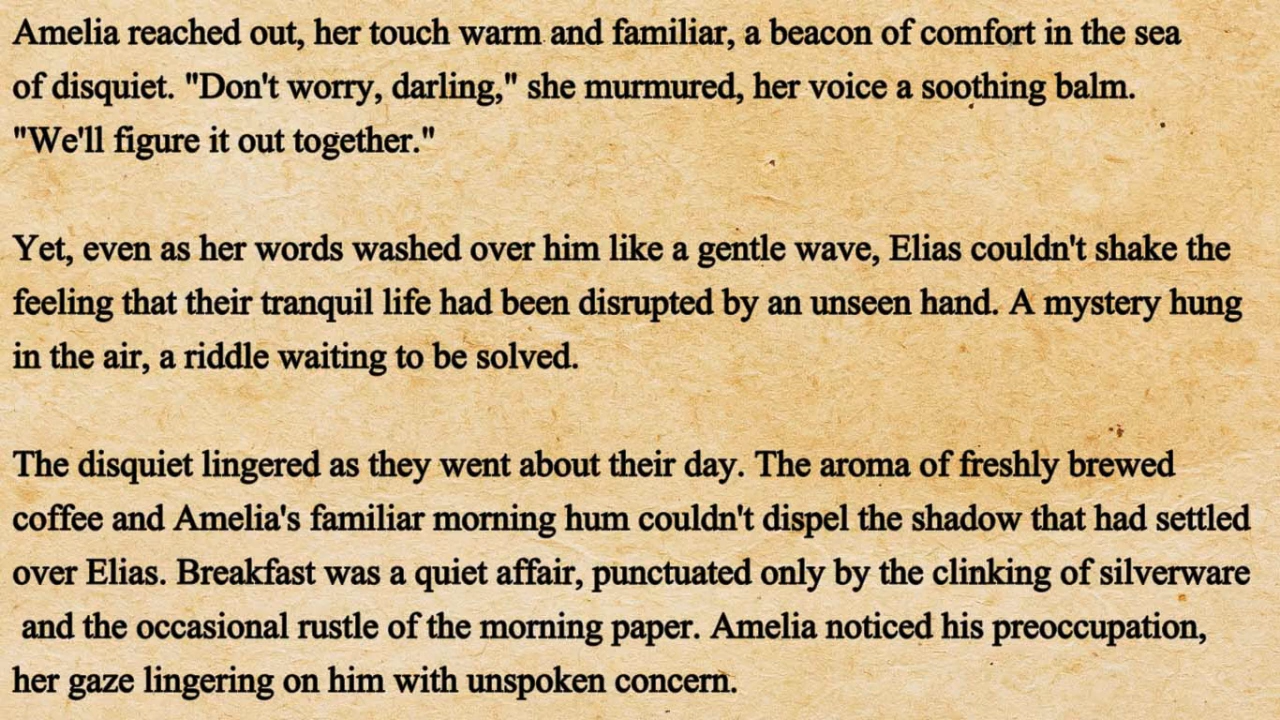 Amelia reached out, her touch warm and familiar, a beacon of comfort in the sea
of disquiet. "Don't worry, darling," she murmured, her voice a soothing balm.
"We'll figure it out together."
Yet, even as her words washed over him like a gentle wave, Elias couldn't shake the
feeling that their tranquil life had been disrupted by an unseen hand. A mystery hung
in the air, a riddle waiting to be solved.
The disquiet lingered as they went about their day. The aroma of freshly brewed
coffee and Amelia's familiar morning hum couldn't dispel the shadow that had settled
over Elias. Breakfast was a quiet affair, punctuated only by the clinking of silverware
and the occasional rustle of the morning paper. Amelia noticed his preoccupation,
her gaze lingering on him with unspoken concern.